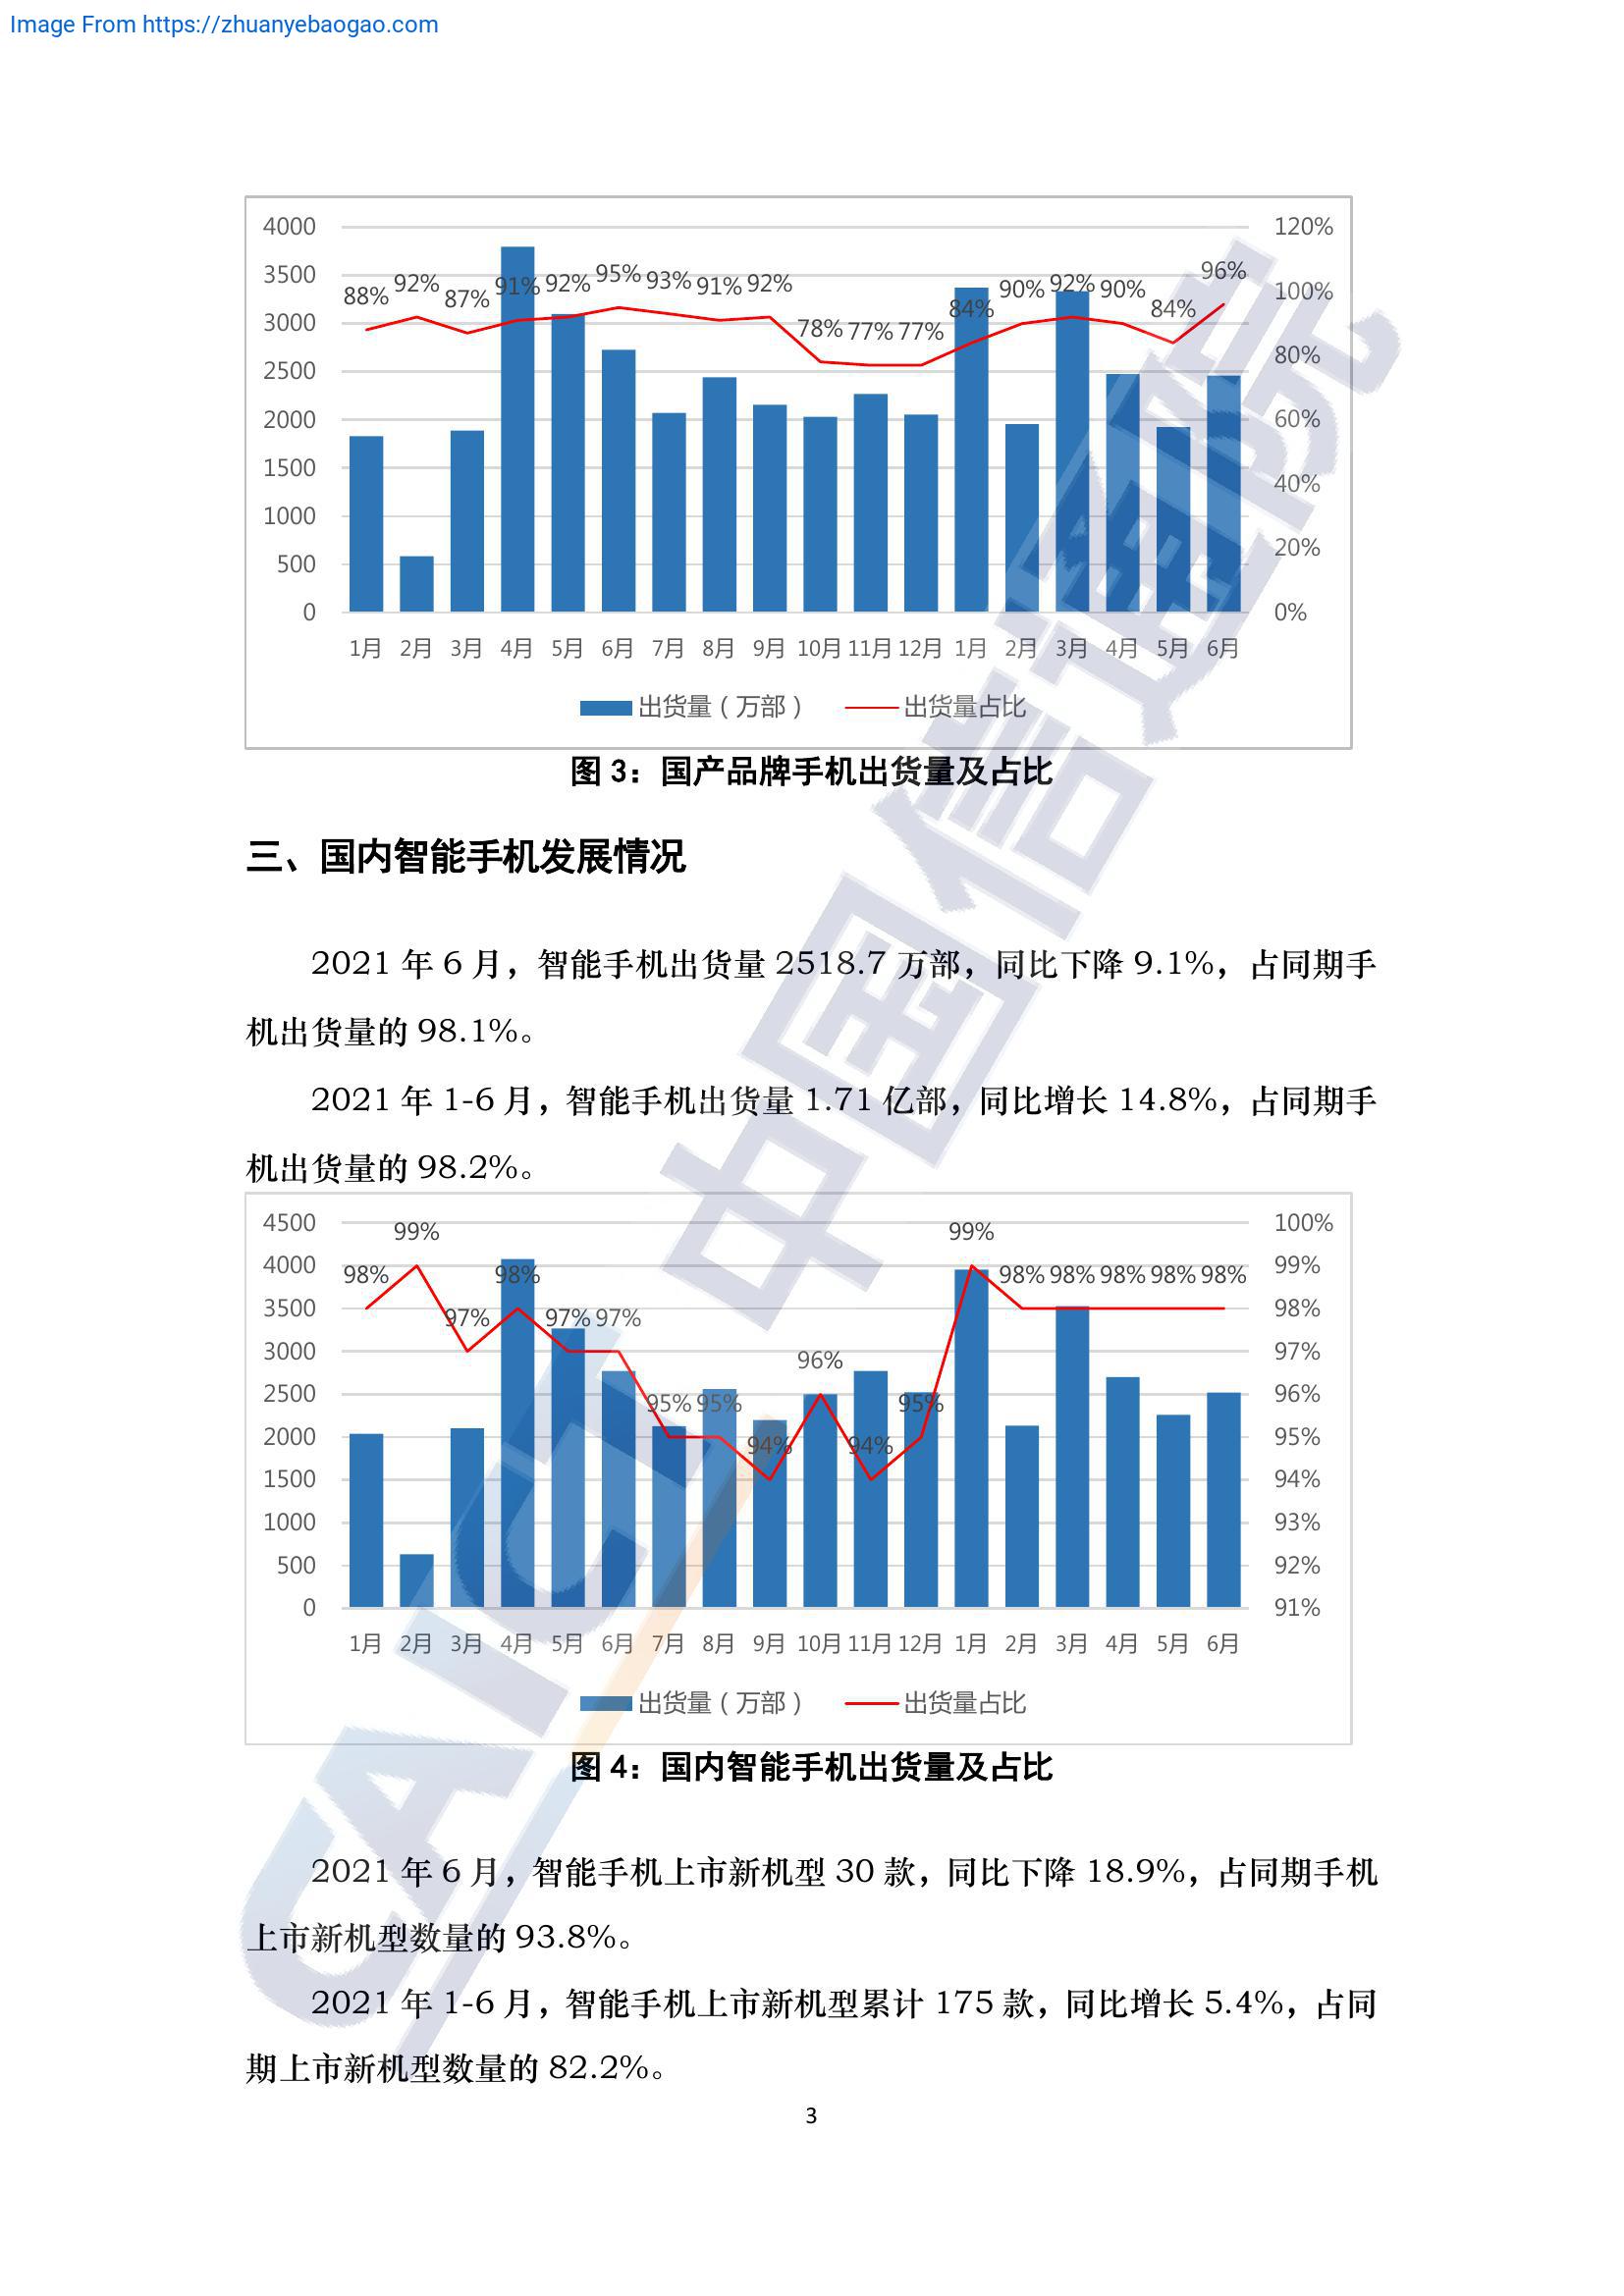 Image From https://zhuanyebaogao.com
4000 120%
3500 100%
3000 80%
2500
2000 60%
1500 40%
1000 20%
500
0 0%
88% 92% 87% 91% 92% 95% 93% 91% 92% 78% 77% 77% 84% 90% 92% 90% 84% 96%
1月 2月 3月 4月 5月 6月 7月 8月 9月 10月 11月 12月 1月 2月 3月 4月 5月 6月
出货量（万部） 出货量占比
图 3：国产品牌手机出货量及占比
三、国内智能手机发展情况
2021 年 6 月，智能手机出货量 2518.7 万部，同比下降 9.1%，占同期手
机出货量的 98.1%。
2021 年 1-6 月，智能手机出货量 1.71 亿部，同比增长 14.8%，占同期手
机出货量的 98.2%。
4500 100%
4000 99%
3500 98%
3000 97%
2500 96%
2000 95%
1500 94%
1000 93%
500 92%
0 91%
98% 99% 97% 98% 97% 97% 95% 95% 94% 96% 94% 95% 99% 98% 98% 98% 98% 98%
1月 2月 3月 4月 5月 6月 7月 8月 9月 10月 11月 12月 1月 2月 3月 4月 5月 6月
出货量（万部） 出货量占比
图 4：国内智能手机出货量及占比
2021 年 6 月，智能手机上市新机型 30 款，同比下降 18.9%，占同期手机
上市新机型数量的 93.8%。
2021 年 1-6 月，智能手机上市新机型累计 175 款，同比增长 5.4%，占同
期上市新机型数量的 82.2%。
3
CAICT 中国信通院